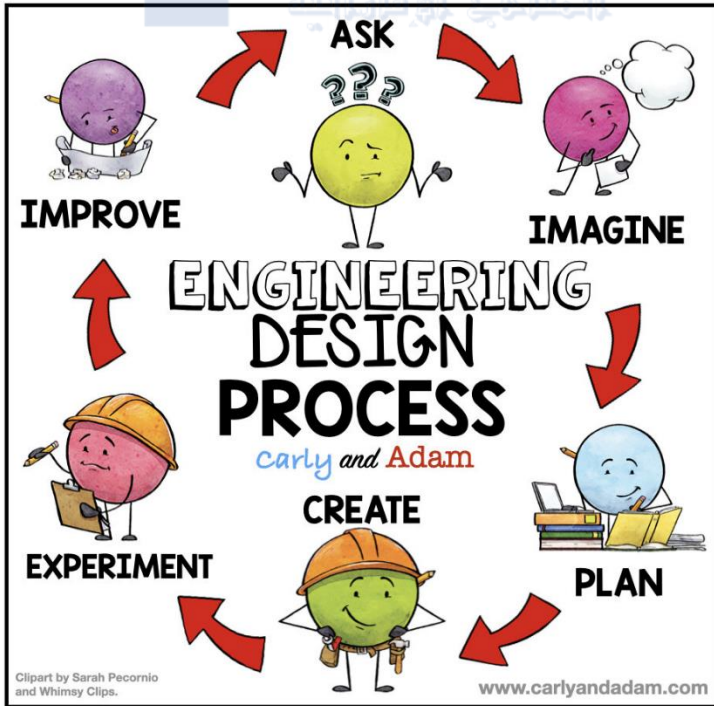 ASK
???
IMAGINE
IMPROVE
ENGINEERING
DESIGN
PROCESS
Carly and Adam
CREATE
EXPERIMENT
PLAN
Clipart by Sarah Pecornio
and Whimsy Clips.
www.carlyandadam.com